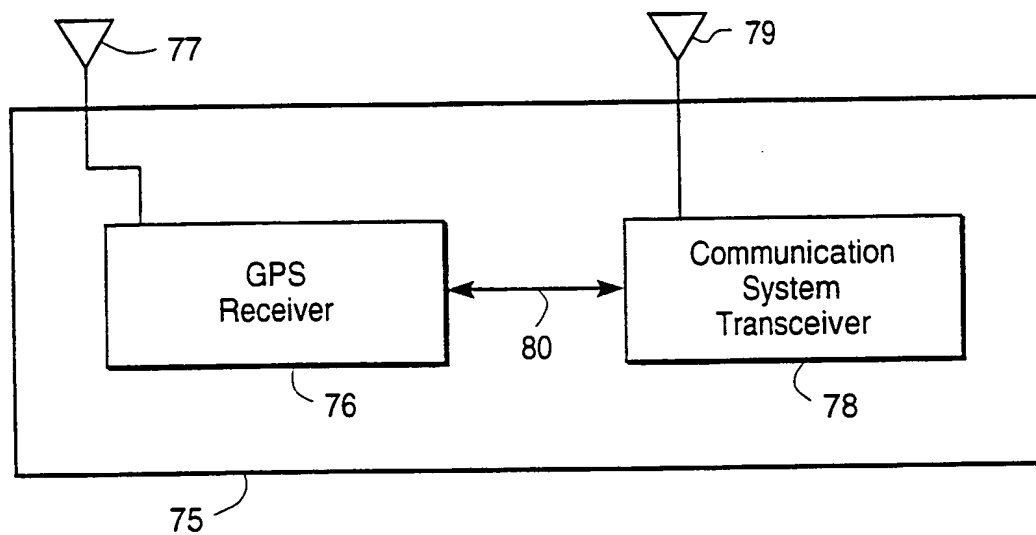 77
79
GPS
Receiver
Communication
System
Transceiver
80
76
78
75